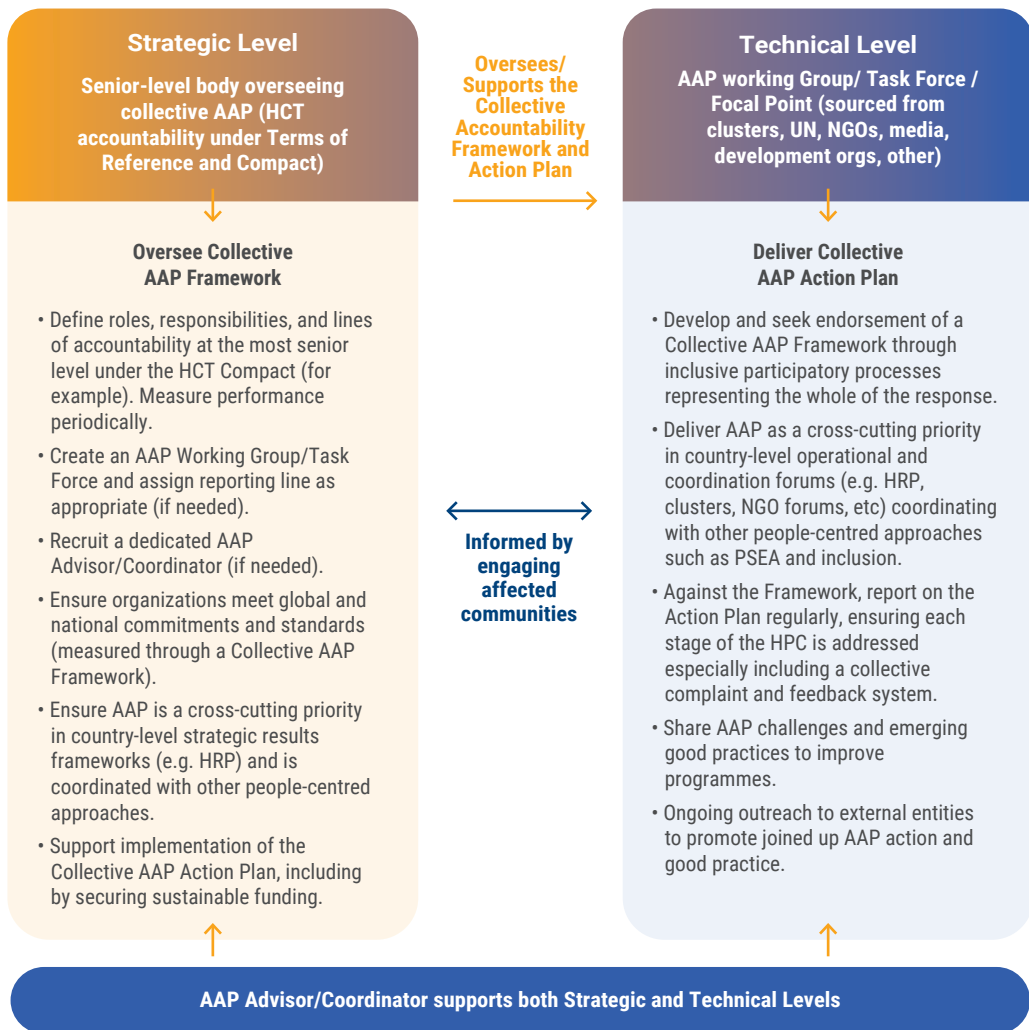 Strategic Level
Senior-level body overseeing
collective AAP (HCT
accountability under Terms of
Reference and Compact)
Oversees/
Supports the
Collective
Accountability
Framework and
Action Plan
Technical Level
AAP working Group/ Task Force /
Focal Point (sourced from
clusters, UN, NGOs, media,
development orgs, other)
Oversee Collective
AAP Framework
• Define roles, responsibilities, and lines
of accountability at the most senior
level under the HCT Compact (for
example). Measure performance
periodically.
• Create an AAP Working Group/Task
Force and assign reporting line as
appropriate (if needed).
• Recruit a dedicated AAP
Advisor/Coordinator (if needed).
• Ensure organizations meet global and
national commitments and standards
(measured through a Collective AAP
Framework).
• Ensure AAP is a cross-cutting priority
in country-level strategic results
frameworks (e.g. HRP) and is
coordinated with other people-centred
approaches.
• Support implementation of the
Collective AAP Action Plan, including
by securing sustainable funding.
Informed by
engaging
affected
communities
Deliver Collective
AAP Action Plan
• Develop and seek endorsement of a
Collective AAP Framework through
inclusive participatory processes
representing the whole of the response.
• Deliver AAP as a cross-cutting priority
in country-level operational and
coordination forums (e.g. HRP,
clusters, NGO forums, etc) coordinating
with other people-centred approaches
such as PSEA and inclusion.
• Against the Framework, report on the
Action Plan regularly, ensuring each
stage of the HPC is addressed
especially including a collective
complaint and feedback system.
• Share AAP challenges and emerging
good practices to improve
programmes.
• Ongoing outreach to external entities
to promote joined up AAP action and
good practice.
AAP Advisor/Coordinator supports both Strategic and Technical Levels